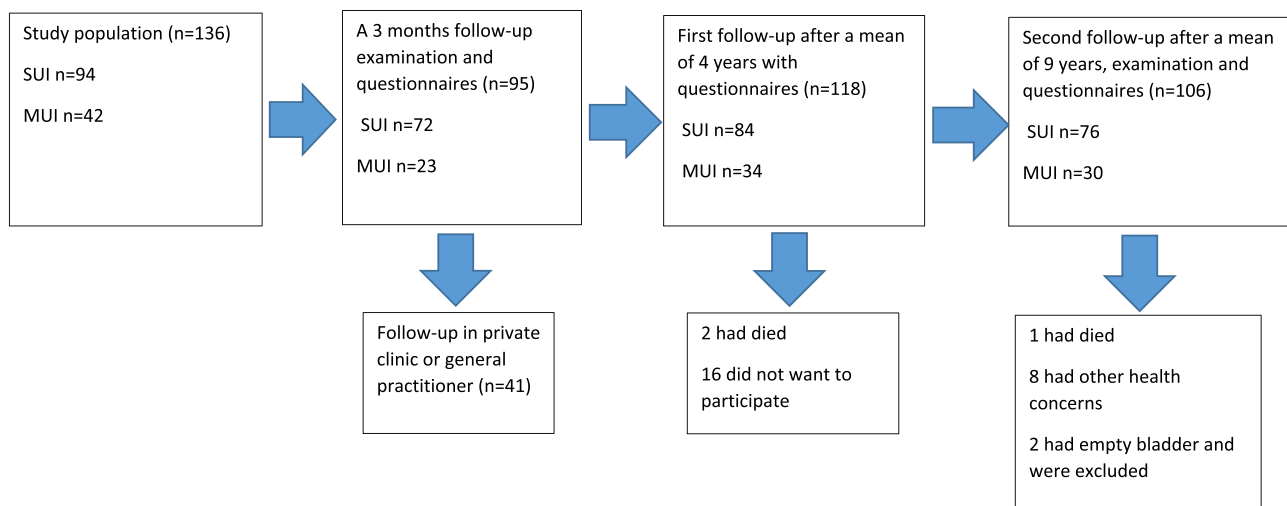 Study population (n=136)
SUI n=94
MUI n=42
A 3 months follow-up
examination and
questionnaires (n=95)
SUI n=72
MUI n=23
First follow-up after a mean
of 4 years with
questionnaires (n=118)
SUI n=84
MUI n=34
Second follow-up after a mean
of 9 years, examination and
questionnaires (n=106)
SUI n=76
MUI n=30
Follow-up in private
clinic or general
practitioner (n=41)
2 had died
16 did not want to
participate
1 had died
8 had other health
concerns
2 had empty bladder and
were excluded